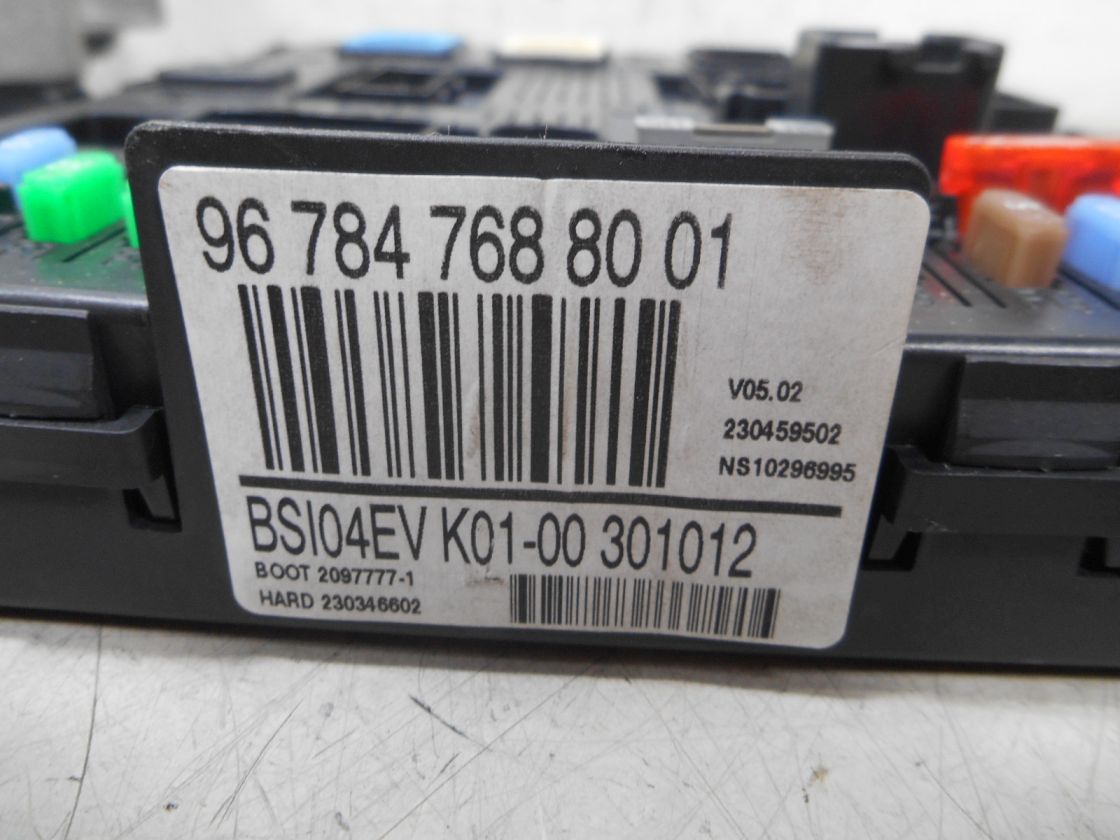 96 784 768 80 01
V05.02
230459502
NS10296995
BSI04EV K01-00 301012
BOOT 2097777-1
HARD 230346602